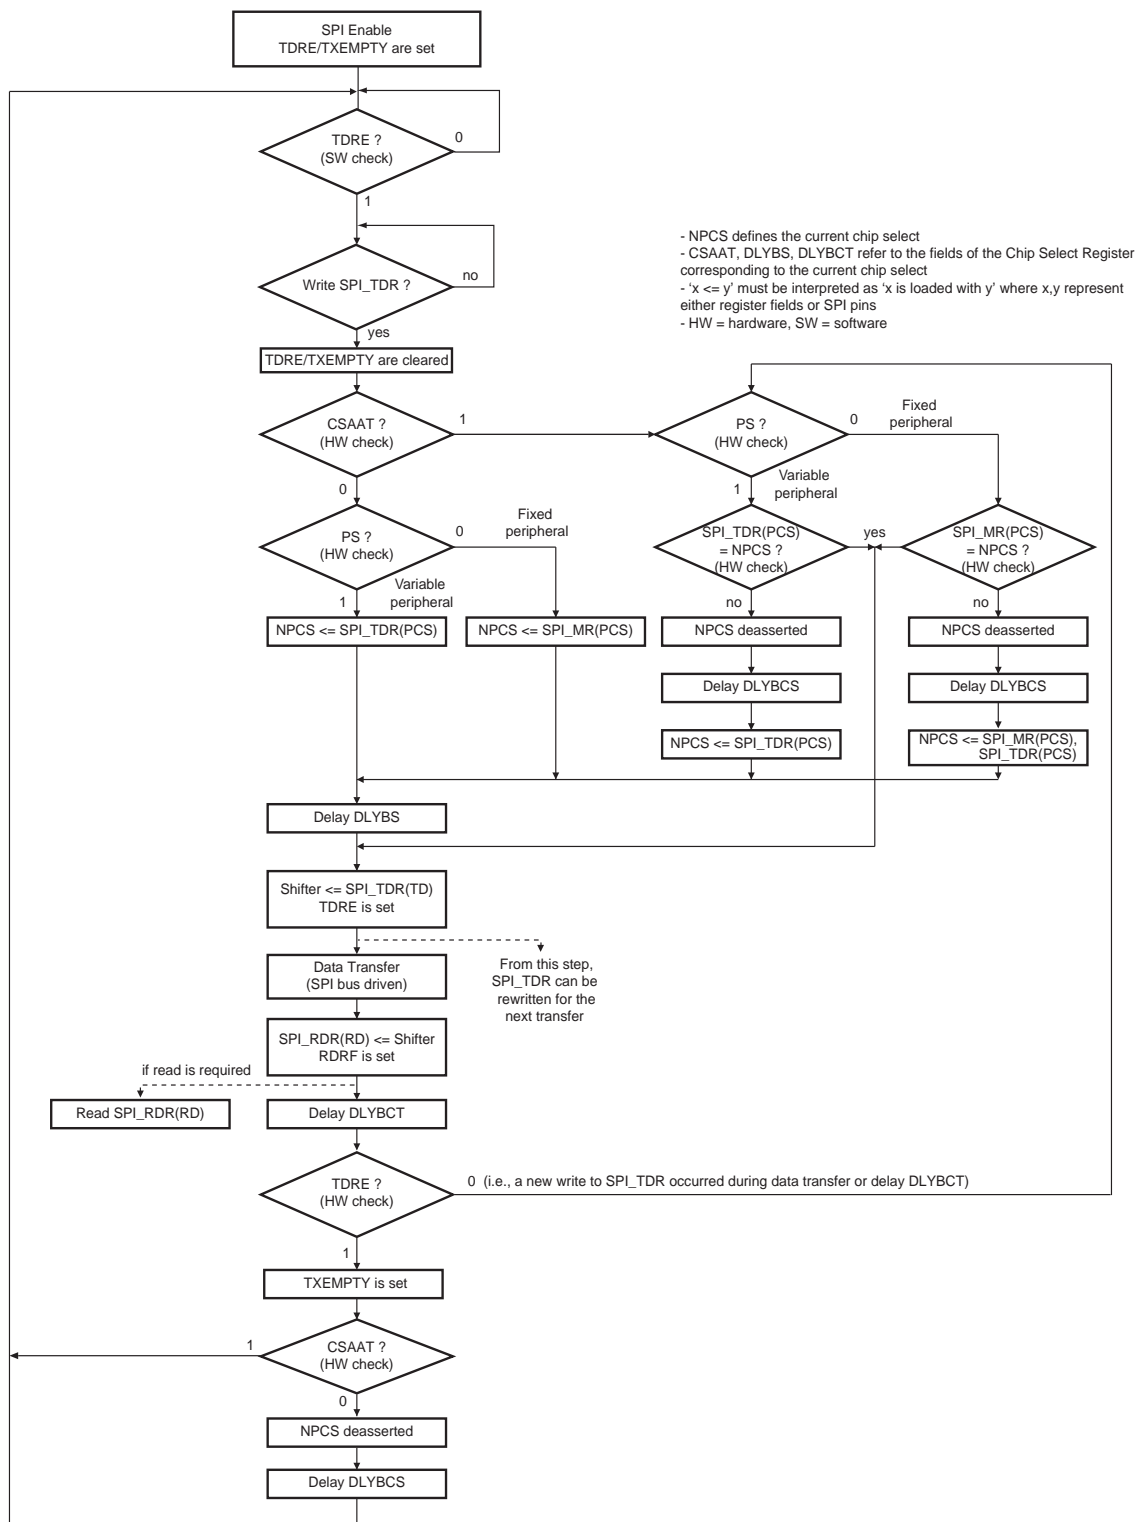 SPI Enable
TDRE/TXEMPTY are set
TDRE ?
(SW check)
0
1
Write SPI_TDR ?
no
yes
- NPCS defines the current chip select
- CSAAT, DLYBS, DLYBCT refer to the fields of the Chip Select Register
corresponding to the current chip select
- ‘x <= y’ must be interpreted as ‘x is loaded with y’ where x,y represent
either register fields or SPI pins
- HW = hardware, SW = software
TDRE/TXEMPTY are cleared
CSAAT ?
(HW check)
1
0
PS ?
(HW check)
0
Fixed
peripheral
1
Variable
peripheral
PS ?
(HW check)
0
Fixed
peripheral
1
Variable
peripheral
SPI_TDR(PCS)
= NPCS ?
(HW check)
yes
no
SPI_MR(PCS)
= NPCS ?
(HW check)
no
NPCS <= SPI_TDR(PCS)
NPCS <= SPI_MR(PCS)
NPCS deasserted
NPCS deasserted
Delay DLYBCS
Delay DLYBCS
NPCS <= SPI_TDR(PCS)
NPCS <= SPI_MR(PCS),
SPI_TDR(PCS)
Delay DLYBS
Shifter <= SPI_TDR(TD)
TDRE is set
Data Transfer
(SPI bus driven)
From this step,
SPI_TDR can be
rewritten for the
next transfer
SPI_RDR(RD) <= Shifter
RDRF is set
if read is required
Read SPI_RDR(RD)
Delay DLYBCT
TDRE ?
(HW check)
0 (i.e., a new write to SPI_TDR occurred during data transfer or delay DLYBCT)
1
TXEMPTY is set
CSAAT ?
(HW check)
1
0
NPCS deasserted
Delay DLYBCS